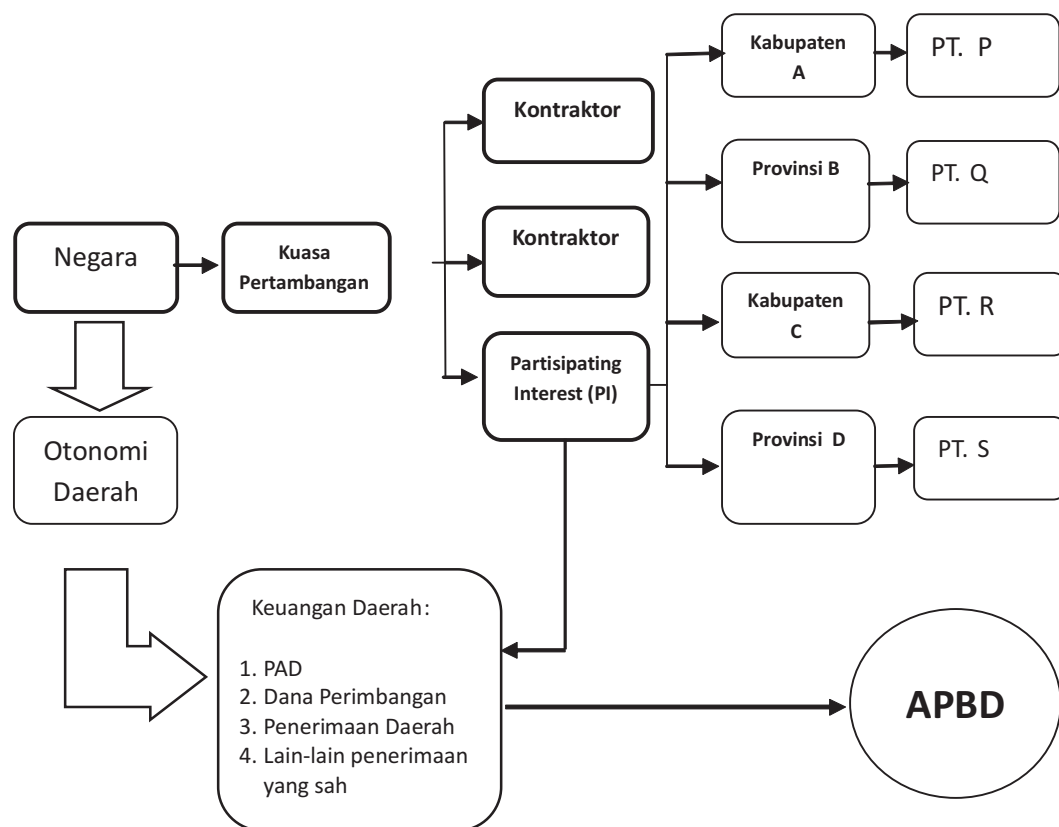 Negara
Kuasa
Pertambangan
Kontraktor
Kontraktor
Partisipating
Interest (PI)
Kabupaten
A
PT. P
Provinsi B
PT. Q
Kabupaten
C
PT. R
Provinsi D
PT. S
Otonomi
Daerah
Keuangan Daerah:
1. PAD
2. Dana Perimbangan
3. Penerimaan Daerah
4. Lain-lain penerimaan
yang sah
APBD